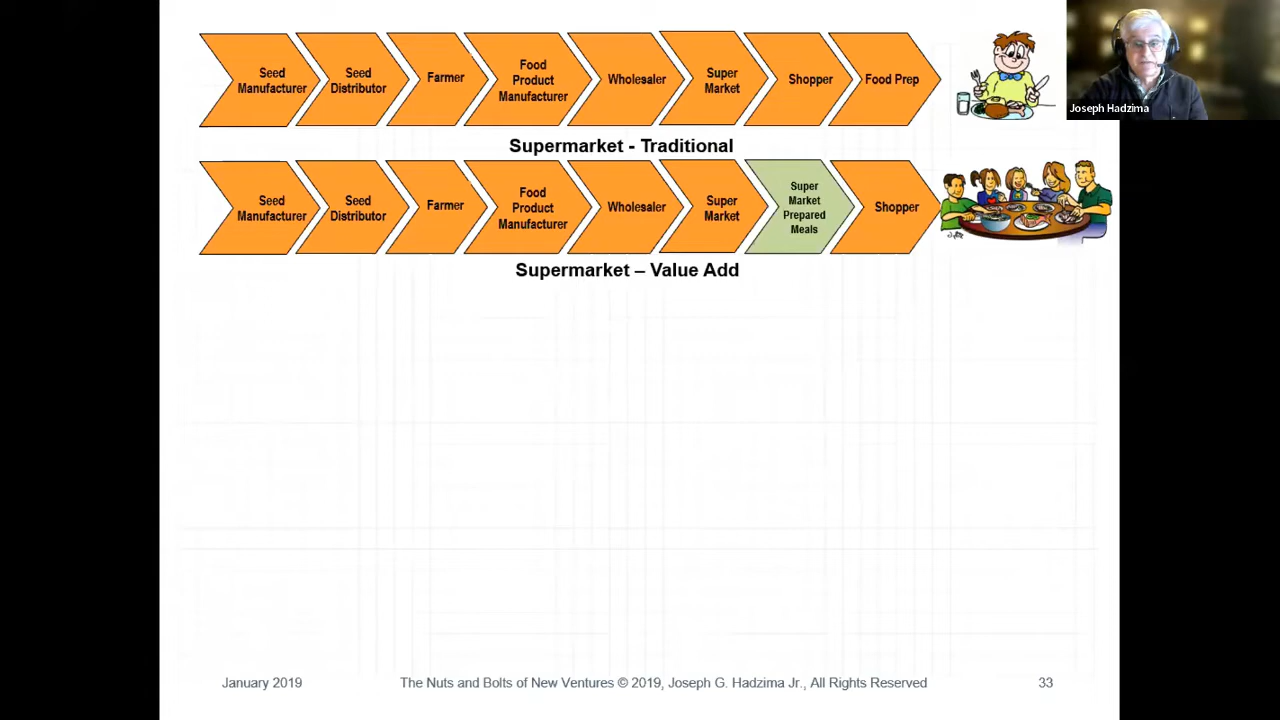 Seed
Manufacturer
Seed
Distributor
Farmer
Food
Product
Manufacturer
Wholesaler
Super
Market
Shopper
Food Prep
Joseph Hadzima
Supermarket - Traditional
Seed
Manufacturer
Seed
Distributor
Farmer
Food
Product
Manufacturer
Wholesaler
Super
Market
Super
Market
Prepared
Meals
Shopper
Supermarket – Value Add
January 2019
The Nuts and Bolts of New Ventures © 2019, Joseph G. Hadzima Jr., All Rights Reserved
33